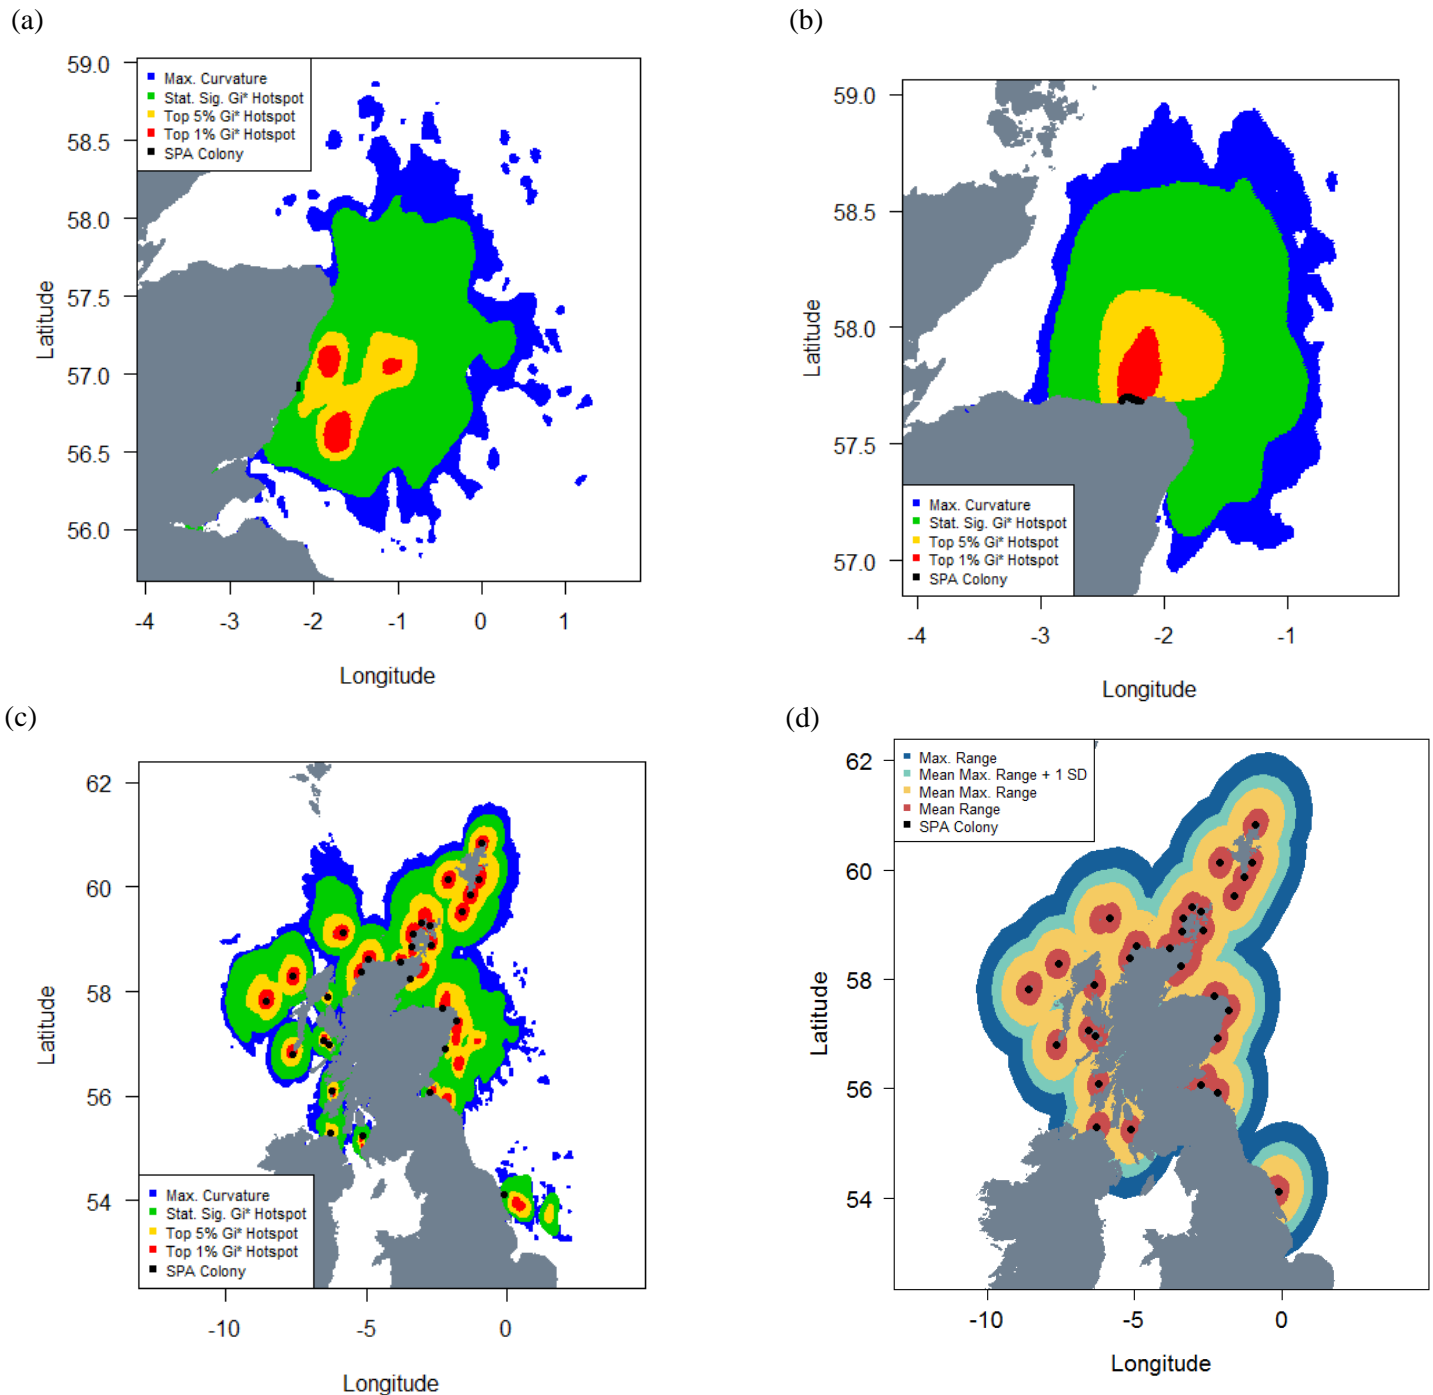 (a)
59.0
58.5
58.0
57.5
57.0
56.5
56.0
Latitude
Max. Curvature
Stat. Sig. Gi* Hotspot
Top 5% Gi* Hotspot
Top 1% Gi* Hotspot
SPA Colony
-4 -3 -2 -1 0 1
Longitude
(b)
59.0
58.5
58.0
57.5
57.0
Latitude
Max. Curvature
Stat. Sig. Gi* Hotspot
Top 5% Gi* Hotspot
Top 1% Gi* Hotspot
SPA Colony
-4 -3 -2 -1
Longitude
(c)
62
60
58
56
54
Latitude
Max. Curvature
Stat. Sig. Gi* Hotspot
Top 5% Gi* Hotspot
Top 1% Gi* Hotspot
SPA Colony
-10 -5 0
Longitude
(d)
Max. Range
Mean Max. Range + 1 SD
Mean Max. Range
Mean Range
SPA Colony
62
60
58
56
54
Latitude
-10 -5 0
Longitude